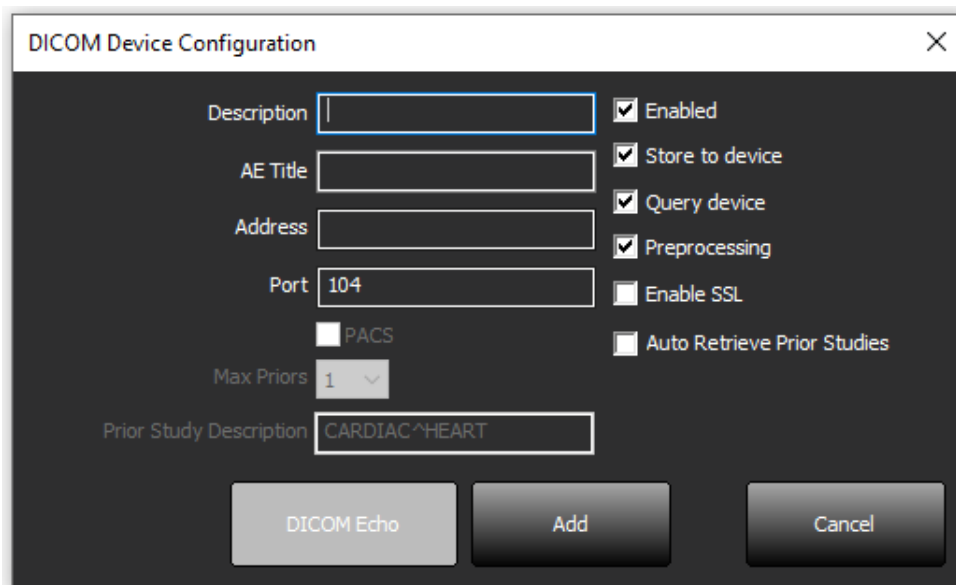 DICOM Device Configuration
Description
Enabled
AE Title
Store to device
Address
Query device
Preprocessing
Port 104
Enable SSL
PACS
Auto Retrieve Prior Studies
Max Priors 1
Prior Study Description CARDIAC^HEART
DICOM Echo
Add
Cancel